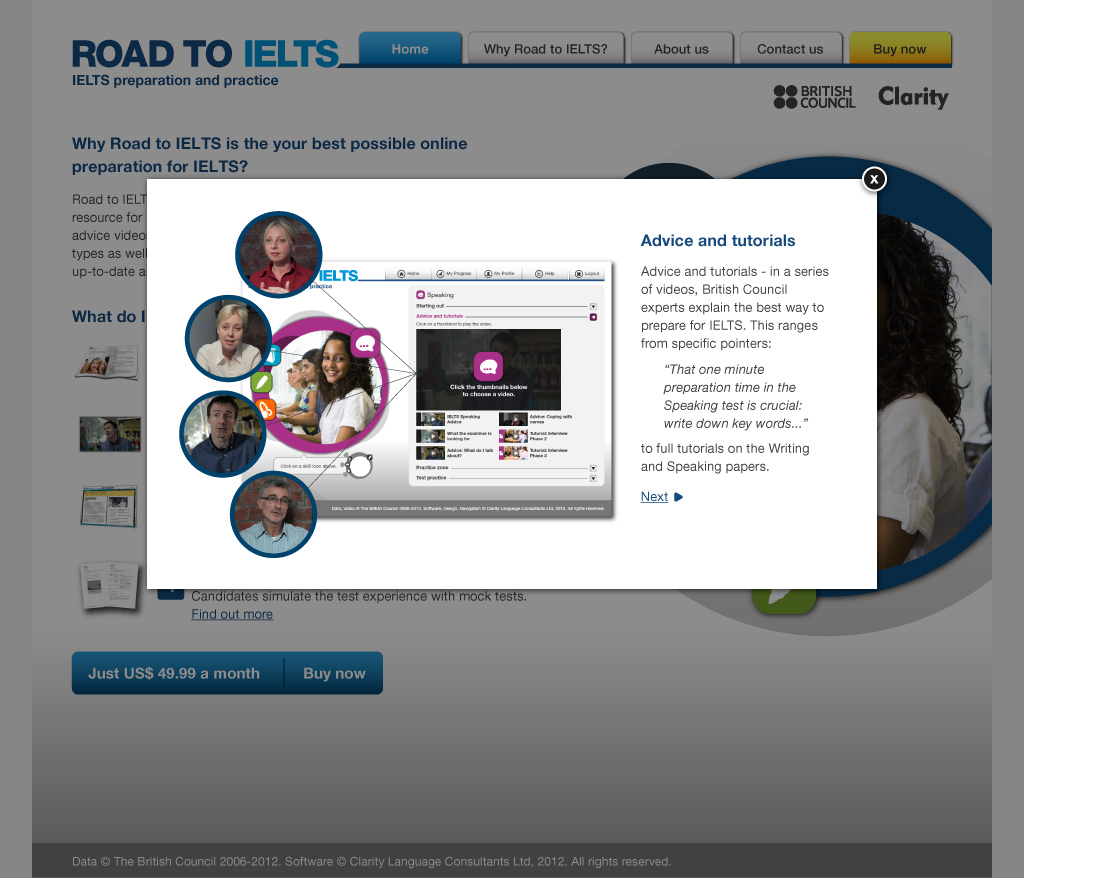 ROAD TO IELTS
IELTS preparation and practice
Home
Why Road to IELTS?
About us
Contact us
Buy now
BRITISH
COUNCIL
Clarity
Why Road to IELTS is the your best possible online
preparation for IELTS?
Road to IELT
resource for
advice video
types as well
up-to-date a
What do I
x
IELTS
practice
Home
My Progress
My Profile
Help
Logout
Speaking
Starting out
Advice and tutorials
Click on a thumbnail to play the video.
Click the thumbnails below
to choose a video.
IELTS Speaking
Advice
Advice: Coping with
names
What the examiner is
looking for
Tutorial: Interview
Phase 2
Advice: What do I talk
about?
Tutorial: Interview
Phase 3
Practice zone
Test practice
Click on a skill icon above.
Data, video © The British Council 2006-2012. Software, Design, Navigation © Clarity Language Consultants Ltd, 2012. All rights reserved.
Advice and tutorials
Advice and tutorials - in a series
of videos, British Council
experts explain the best way to
prepare for IELTS. This ranges
from specific pointers:
“That one minute
preparation time in the
Speaking test is crucial:
write down key words...”
to full tutorials on the Writing
and Speaking papers.
Next
Candidates simulate the test experience with mock tests.
Find out more
Just US$ 49.99 a month
Buy now
Data © The British Council 2006-2012. Software © Clarity Language Consultants Ltd, 2012. All rights reserved.